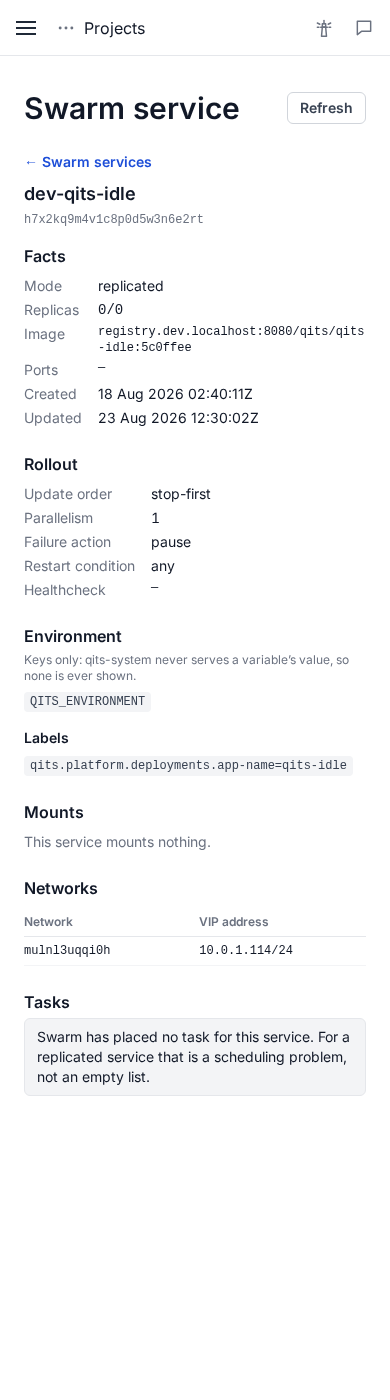 Projects
Swarm service
Refresh
← Swarm services
dev-qits-idle
h7x2kq9m4v1c8p0d5w3n6e2rt
Facts
Mode replicated
Replicas 0/0
Image registry.dev.localhost:8080/qits/qits
-idle:5c0ffee
Ports —
Created 18 Aug 2026 02:40:11Z
Updated 23 Aug 2026 12:30:02Z
Rollout
Update order stop-first
Parallelism 1
Failure action pause
Restart condition any
Healthcheck —
Environment
Keys only: qits-system never serves a variable’s value, so
none is ever shown.
QITS_ENVIRONMENT
Labels
qits.platform.deployments.app-name=qits-idle
Mounts
This service mounts nothing.
Networks
Network VIP address
mulnl3uqqi0h 10.0.1.114/24
Tasks
Swarm has placed no task for this service. For a
replicated service that is a scheduling problem,
not an empty list.